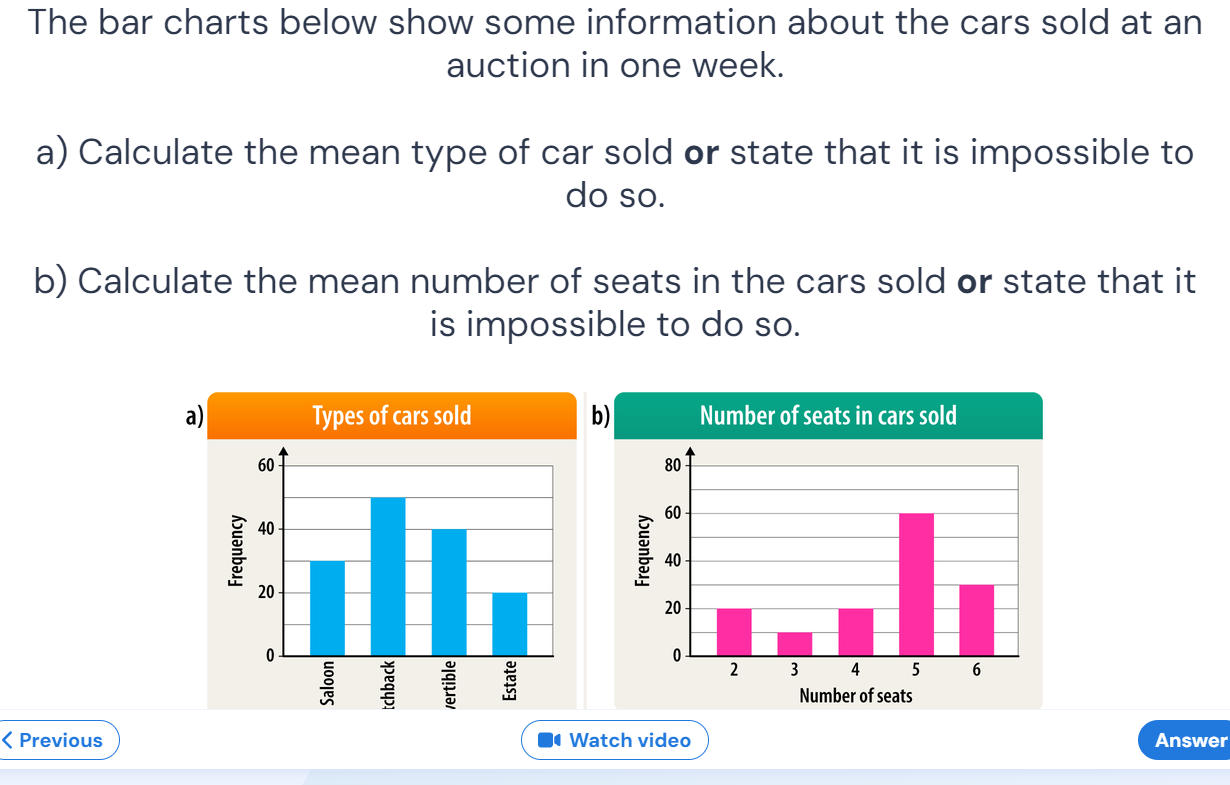 The bar charts below show some information about the cars sold at an
auction in one week.
a) Calculate the mean type of car sold or state that it is impossible to
do so.
b) Calculate the mean number of seats in the cars sold or state that it
is impossible to do so.
a)
Types of cars sold
Frequency
60
40
20
0
Saloon
tchback
vertible
Estate
b)
Number of seats in cars sold
Frequency
80
60
40
20
0
2 3 4 5 6
Number of seats
Previous
Watch video
Answer